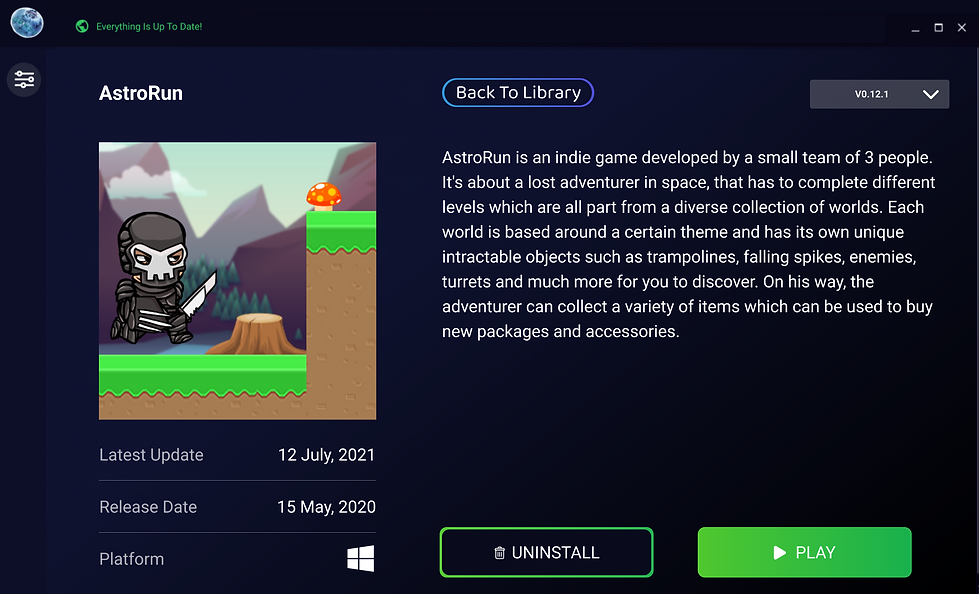 Everything Is Up To Date!
AstroRun
Back To Library
V0.12.1
AstroRun is an indie game developed by a small team of 3 people.
It's about a lost adventurer in space, that has to complete different
levels which are all part from a diverse collection of worlds. Each
world is based around a certain theme and has its own unique
intractable objects such as trampolines, falling spikes, enemies,
turrets and much more for you to discover. On his way, the
adventurer can collect a variety of items which can be used to buy
new packages and accessories.
Latest Update 12 July, 2021
Release Date 15 May, 2020
Platform
UNINSTALL
PLAY